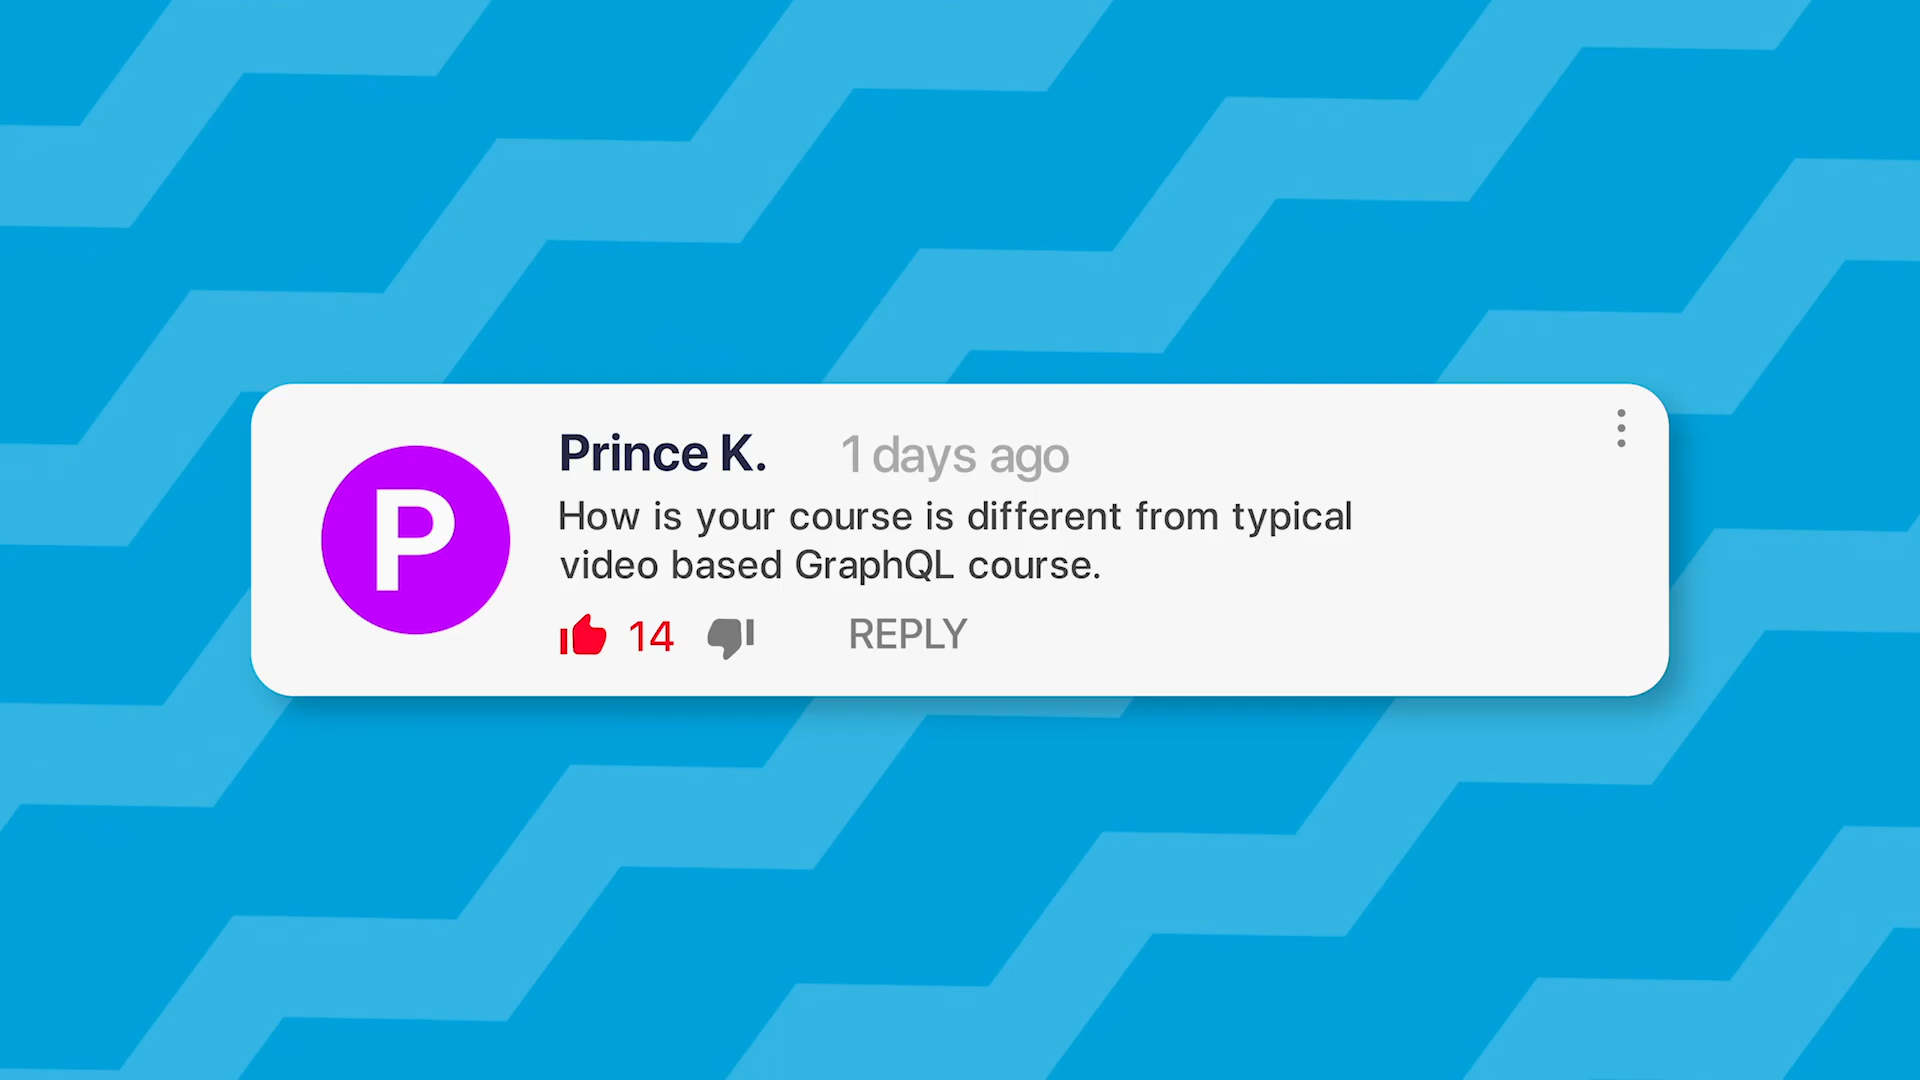 P
Prince K. 1 days ago
How is your course is different from typical
video based GraphQL course.
14 REPLY